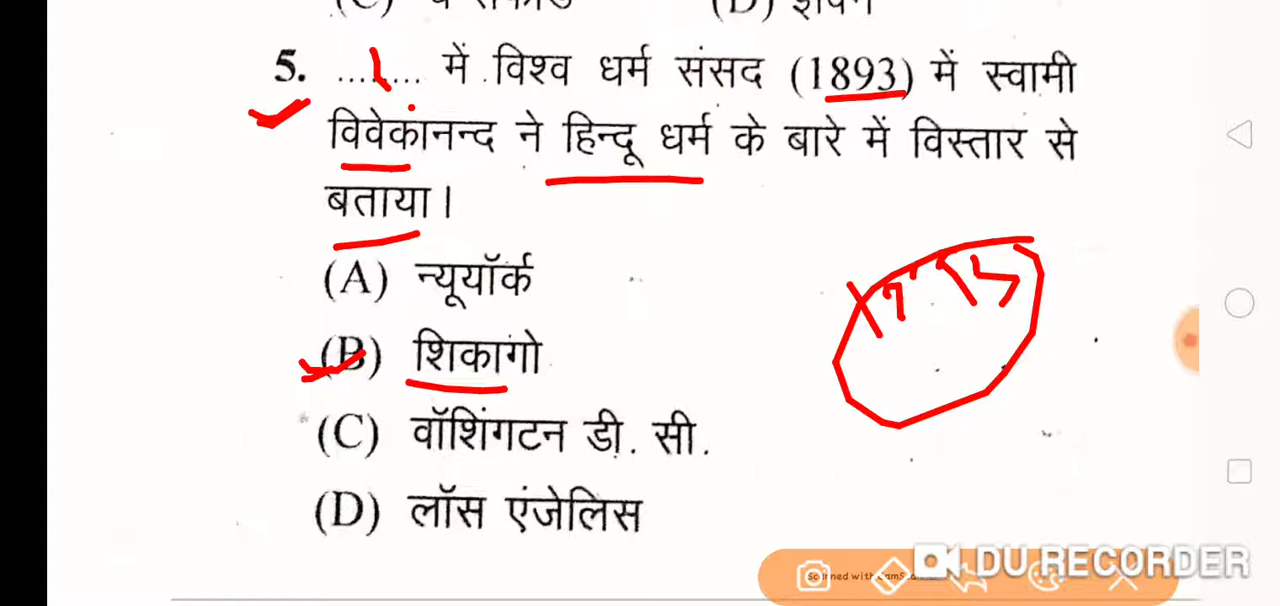 5. ........ में विश्व धर्म संसद (1893) में स्वामी
विवेकानन्द ने हिन्दू धर्म के बारे में विस्तार से
बताया।
(A) न्यूयॉर्क
(B) शिकागो
(C) वॉशिंगटन डी. सी.
(D) लॉस एंजेलिस
DU RECORDER